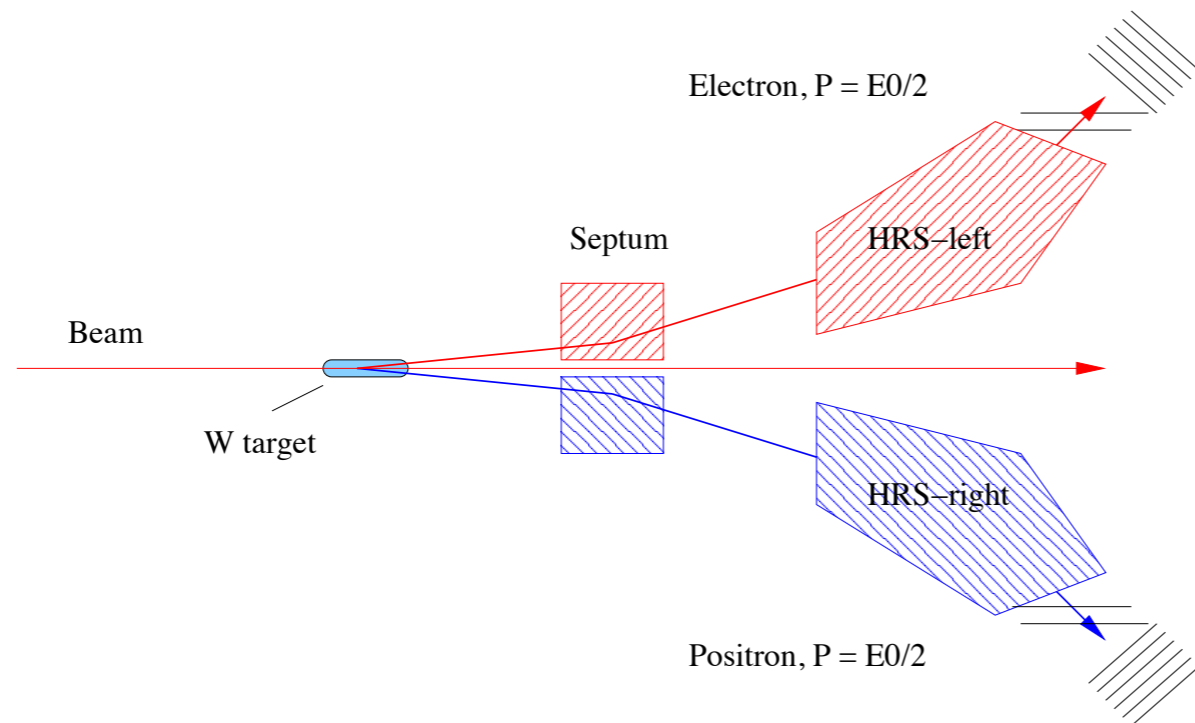 Electron, P = E0/2
HRS−left
Septum
Beam
W target
HRS−right
Positron, P = E0/2